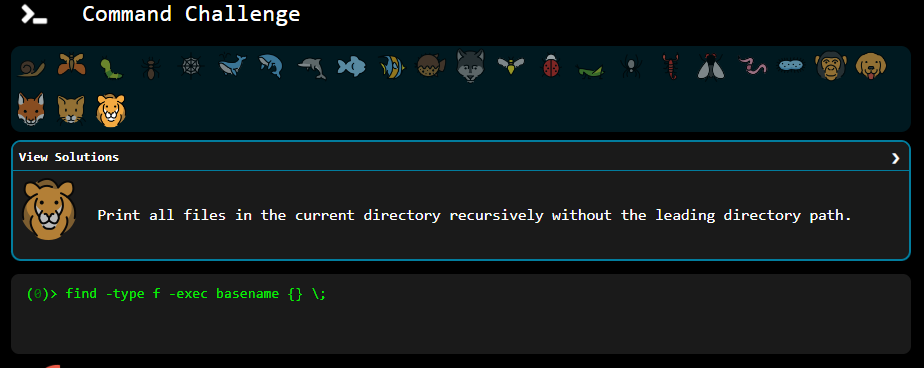 Command Challenge
View Solutions
Print all files in the current directory recursively without the leading directory path.
(0)> find -type f -exec basename {} \;